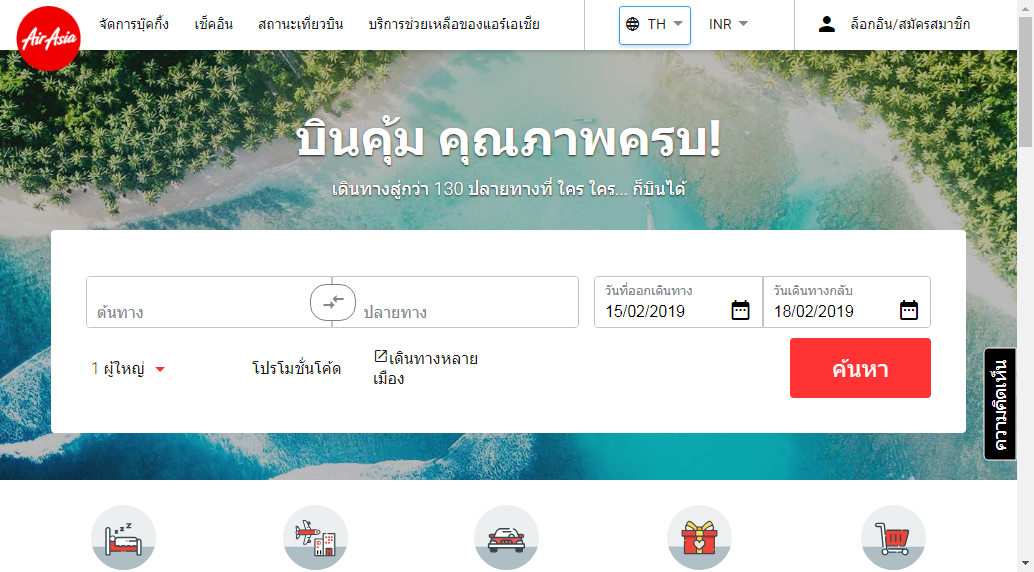 AirAsia
จัดการบุ๊คกิ้ง
เช็คอิน
สถานะเที่ยวบิน
บริการช่วยเหลือของแอร์เอเชีย
TH
INR
ล็อกอิน/สมัครสมาชิก
บินคุ้ม คุณภาพครบ!
เดินทางสู่กว่า 130 ปลายทางที่ ใคร ใคร... ก็บินได้
ต้นทาง
ปลายทาง
วันที่ออกเดินทาง
15/02/2019
วันเดินทางกลับ
18/02/2019
1 ผู้ใหญ่
โปรโมชั่นโค้ด
เดินทางหลาย
เมือง
ค้นหา
ความคิดเห็น